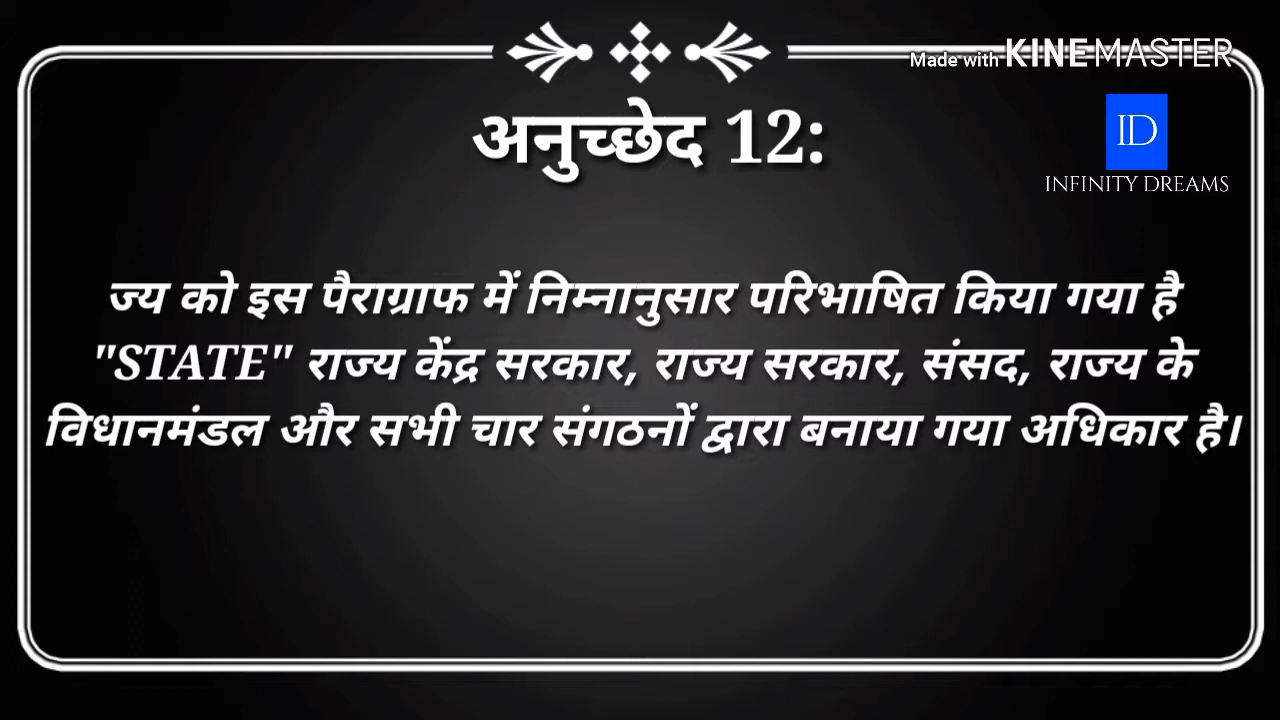 Made with KINEMASTER
ID
INFINITY DREAMS
अनुच्छेद 12:
ज्य को इस पैराग्राफ में निम्नानुसार परिभाषित किया गया है
"STATE" राज्य केंद्र सरकार, राज्य सरकार, संसद, राज्य के
विधानमंडल और सभी चार संगठनों द्वारा बनाया गया अधिकार है।